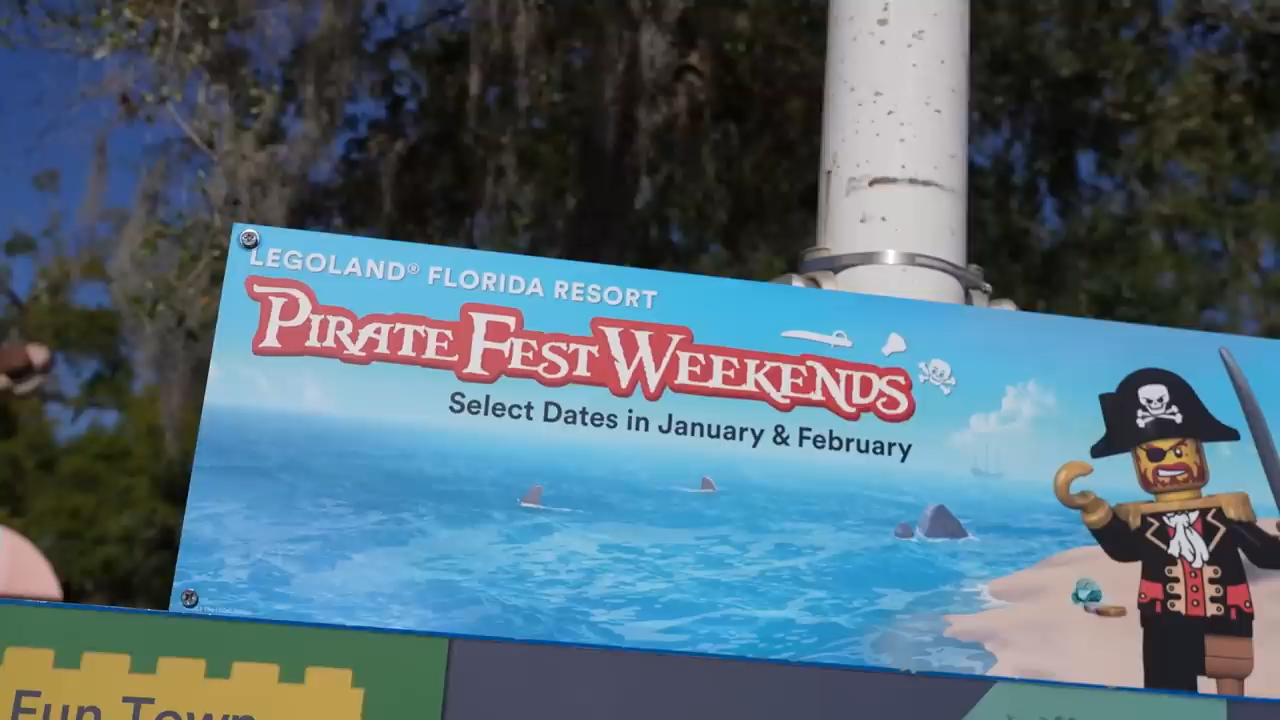 LEGOLAND® FLORIDA RESORT
PIRATE FEST WEEKENDS
Select Dates in January & February
Fun Town